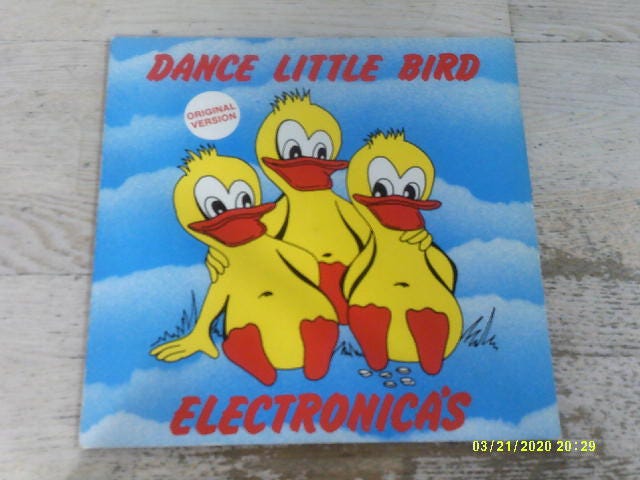 DANCE LITTLE BIRD
ORIGINAL
VERSION
ELECTRONICA'S
03/21/2020 20:29